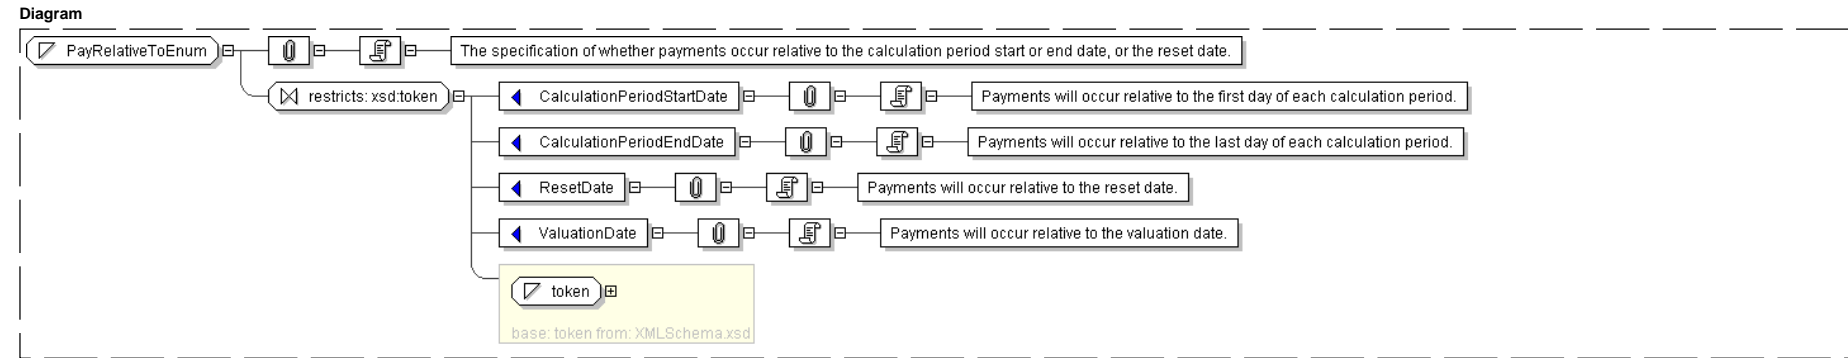 Diagram
PayRelativeToEnum
The specification of whether payments occur relative to the calculation period start or end date, or the reset date.
restricts: xsd:token
CalculationPeriodStartDate
Payments will occur relative to the first day of each calculation period.
CalculationPeriodEndDate
Payments will occur relative to the last day of each calculation period.
ResetDate
Payments will occur relative to the reset date.
ValuationDate
Payments will occur relative to the valuation date.
token
base: token from: XMLSchema.xsd